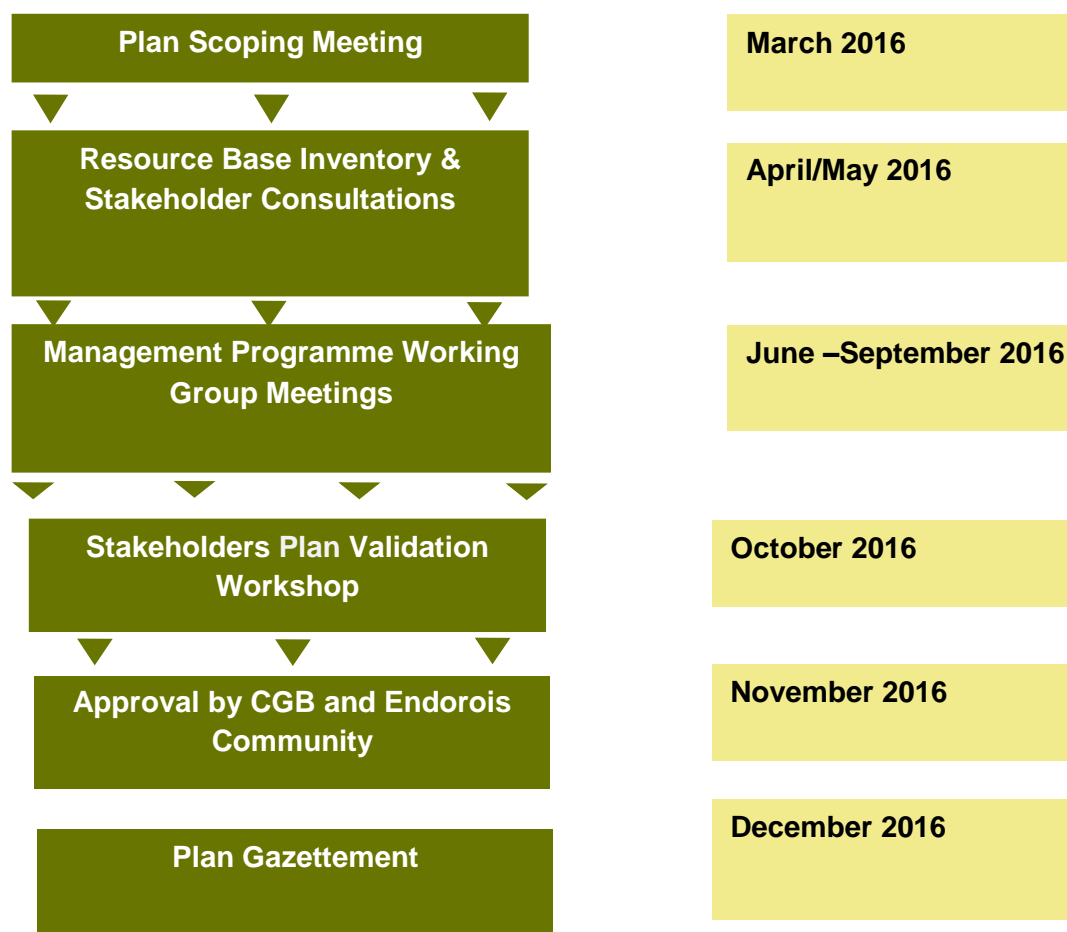 Plan Scoping Meeting
March 2016
Resource Base Inventory &
Stakeholder Consultations
April/May 2016
Management Programme Working
Group Meetings
June –September 2016
Stakeholders Plan Validation
Workshop
October 2016
Approval by CGB and Endorois
Community
November 2016
Plan Gazettement
December 2016